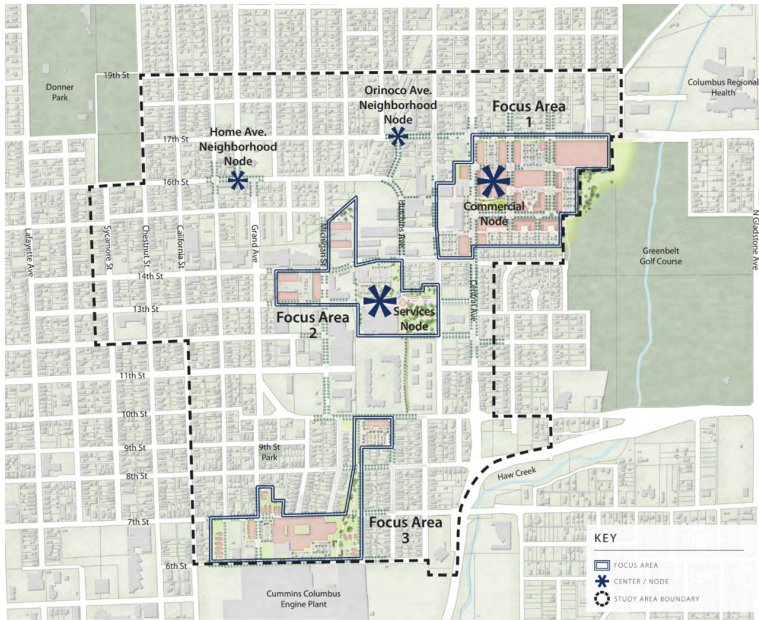 19th St
Donner
Park
Columbus Regional
Health
Orinoco Ave.
Neighborhood
Node
Focus Area
1
Home Ave.
Neighborhood
Node
17th St
16th St
Commercial
Node
Lafayette Ave
Sycamore St
Chestnut St
California St
Grand Ave
Central Ave
N Gladstone Ave
Greenbelt
Golf Course
14th St
13th St
Focus Area
2
Services
Node
11th St
10th St
9th St
9th St
Park
8th St
7th St
6th St
Haw Creek
Focus Area
3
Cummins Columbus
Engine Plant
KEY
FOCUS AREA
CENTER / NODE
STUDY AREA BOUNDARY